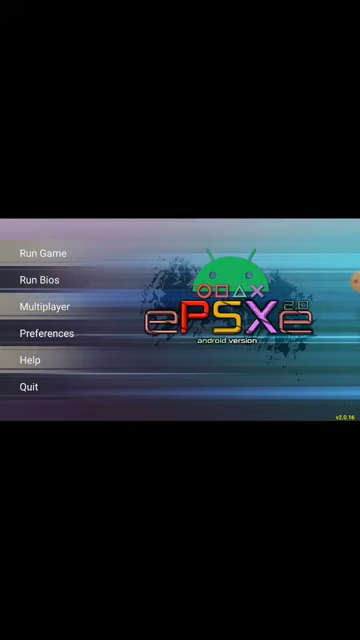 Run Game
Run Bios
Multiplayer
Preferences
Help
Quit
ePSXe 2.0
android version
v2.0.16